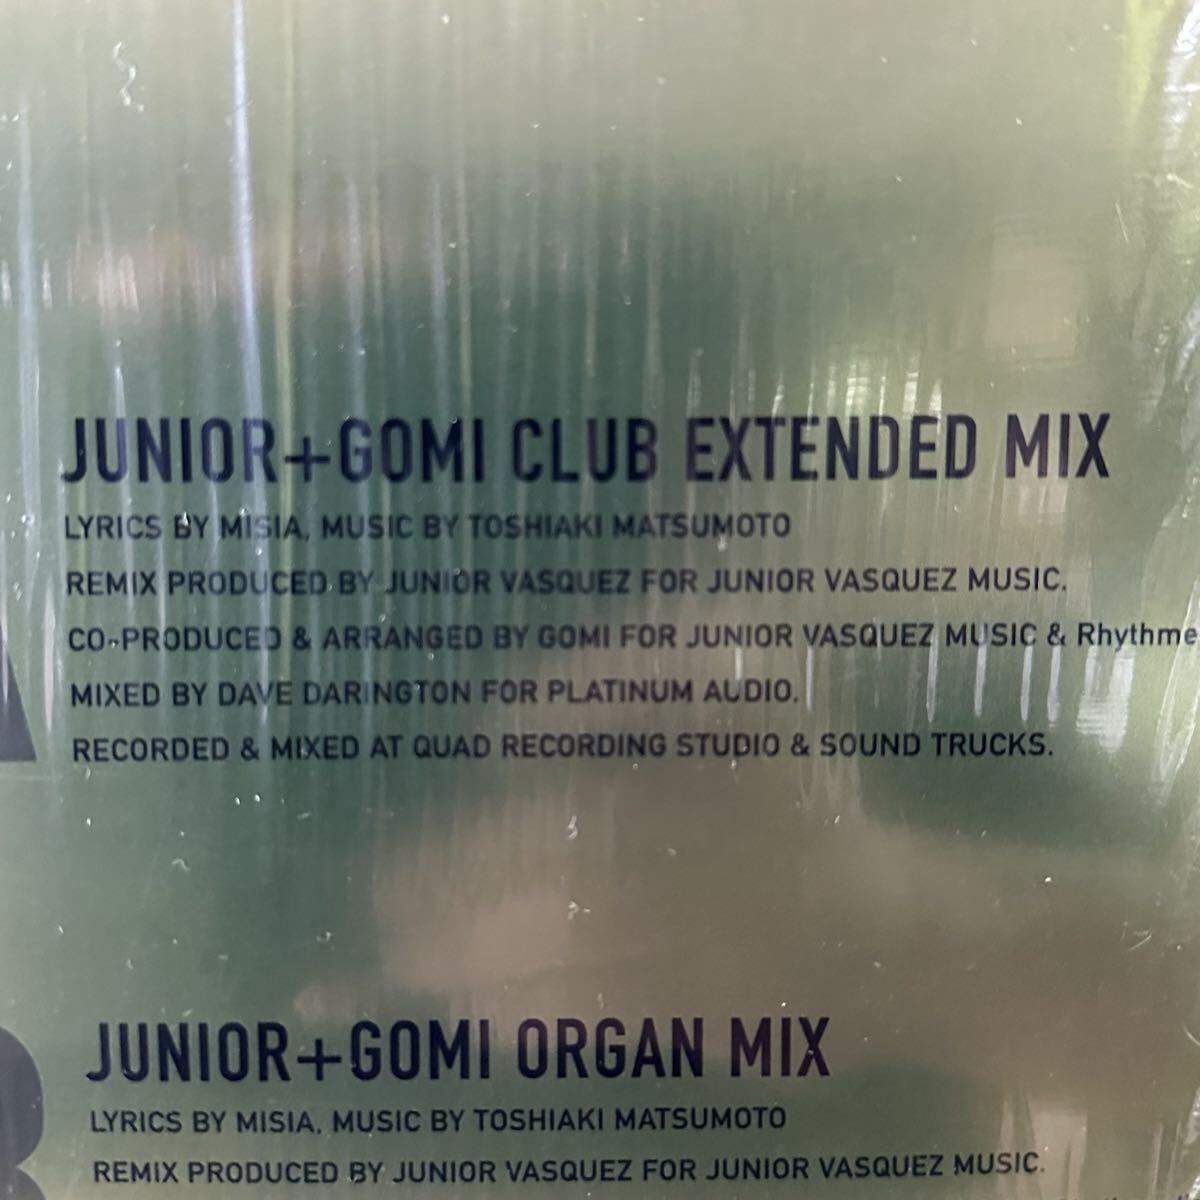 A
JUNIOR+GOMI CLUB EXTENDED MIX
LYRICS BY MISIA, MUSIC BY TOSHIAKI MATSUMOTO
REMIX PRODUCED BY JUNIOR VASQUEZ FOR JUNIOR VASQUEZ MUSIC.
CO-PRODUCED & ARRANGED BY GOMI FOR JUNIOR VASQUEZ MUSIC & Rhythme
MIXED BY DAVE DARINGTON FOR PLATINUM AUDIO.
RECORDED & MIXED AT QUAD RECORDING STUDIO & SOUND TRUCKS.
B
JUNIOR+GOMI ORGAN MIX
LYRICS BY MISIA, MUSIC BY TOSHIAKI MATSUMOTO
REMIX PRODUCED BY JUNIOR VASQUEZ FOR JUNIOR VASQUEZ MUSIC.